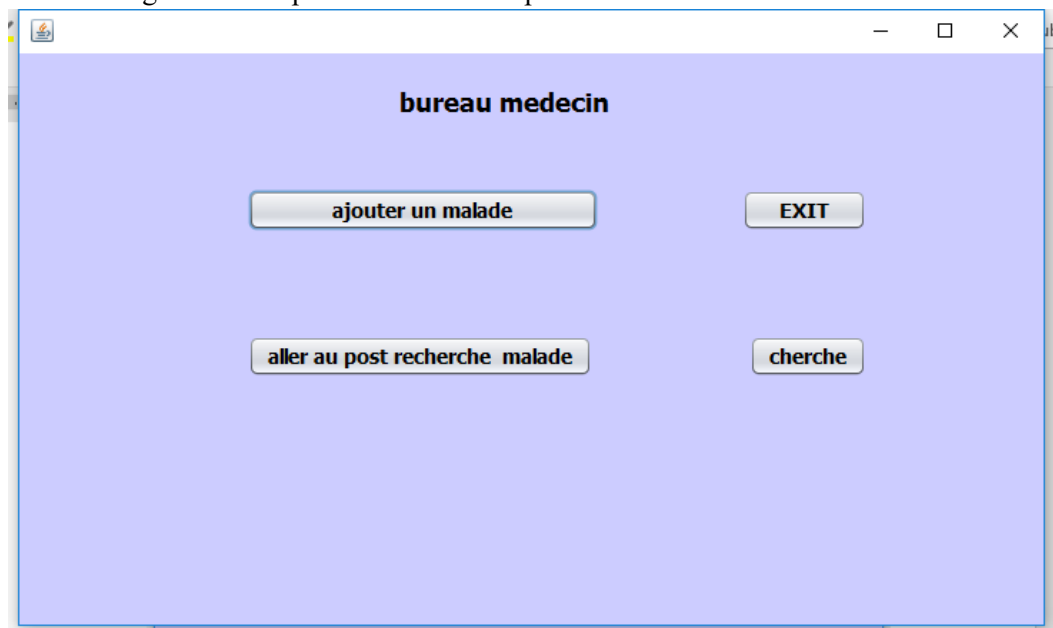 bureau medecin
ajouter un malade
EXIT
aller au post recherche malade
cherche